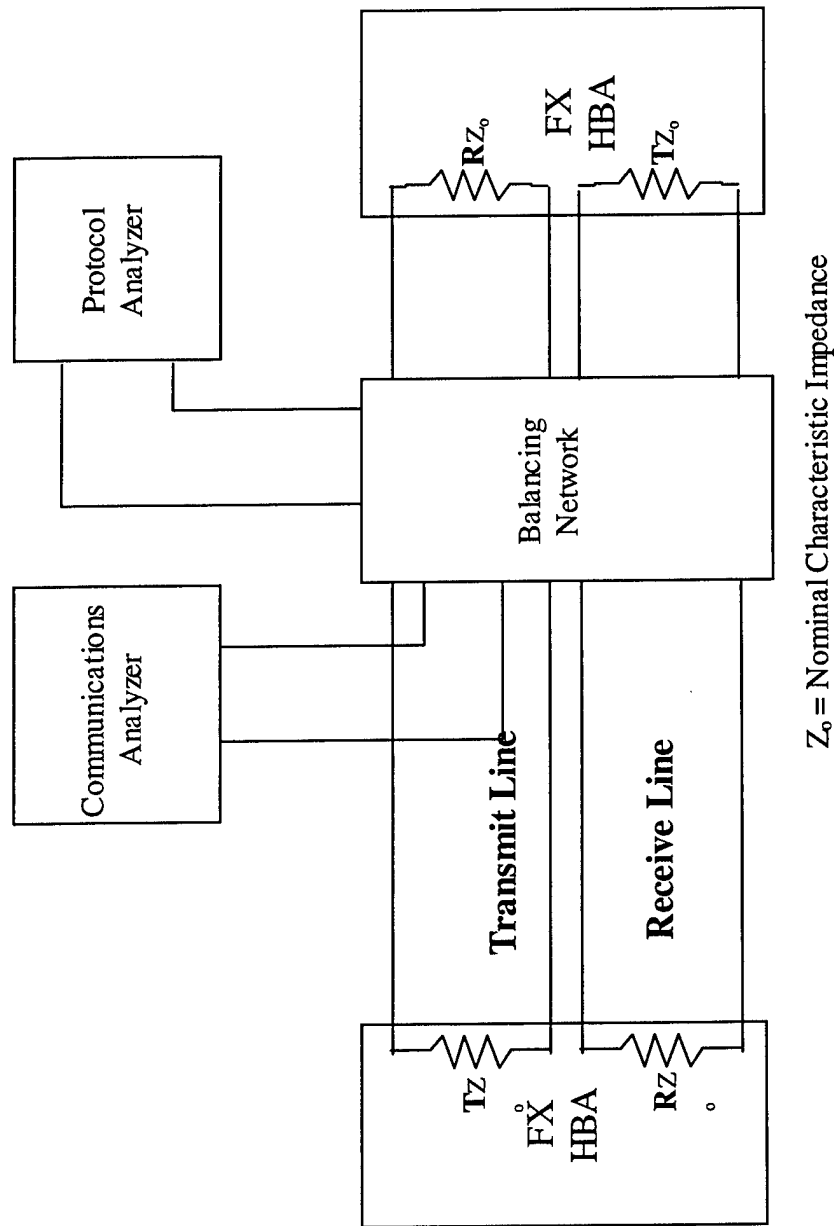 Communications
Analyzer
Protocol
Analyzer
TZ
o
FX
HBA
RZ
o
Transmit Line
Receive Line
Balancing
Network
RZₒ
FX
HBA
TZₒ
Zₒ = Nominal Characteristic Impedance